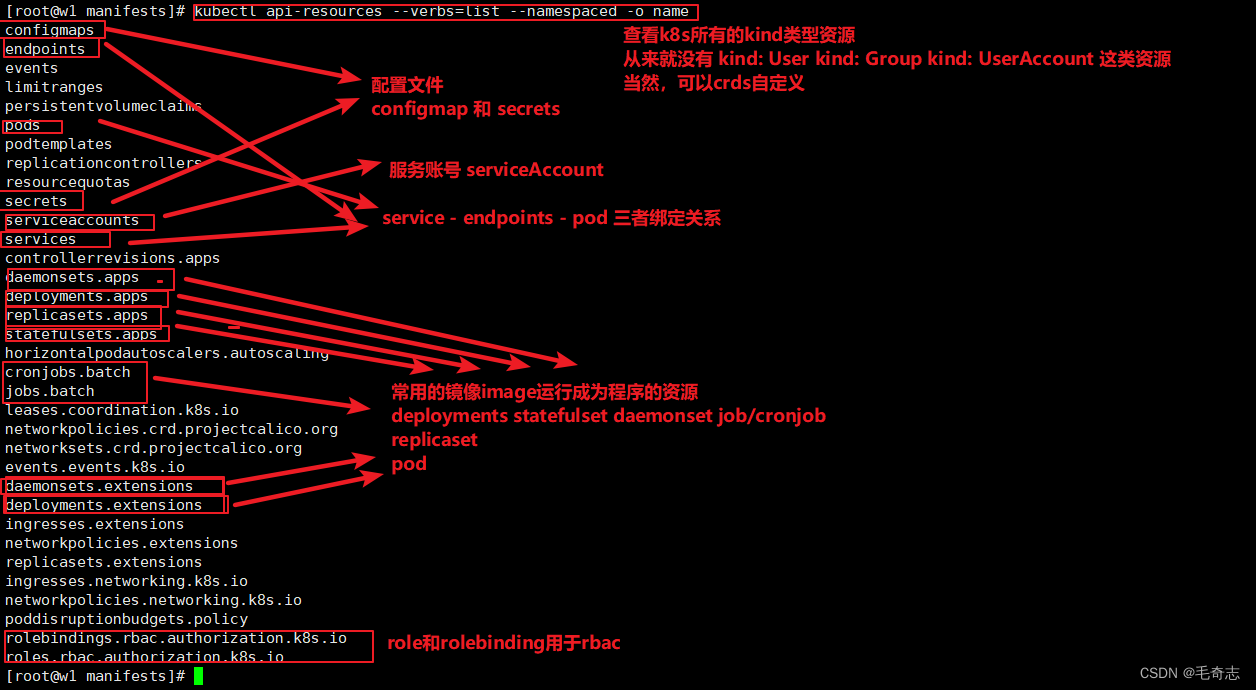 [root@w1 manifests]# kubectl api-resources --verbs=list --namespaced -o name
configmaps
endpoints
events
limitranges
persistentvolumeclaims
pods
podtemplates
replicationcontrollers
resourcequotas
secrets
serviceaccounts
services
controllerrevisions.apps
daemonsets.apps
deployments.apps
replicasets.apps
statefulsets.apps
horizontalpodautoscalers.autoscaling
cronjobs.batch
jobs.batch
leases.coordination.k8s.io
networkpolicies.crd.projectcalico.org
networksets.crd.projectcalico.org
events.events.k8s.io
daemonsets.extensions
deployments.extensions
ingresses.extensions
networkpolicies.extensions
replicasets.extensions
ingresses.networking.k8s.io
networkpolicies.networking.k8s.io
poddisruptionbudgets.policy
rolebindings.rbac.authorization.k8s.io
roles.rbac.authorization.k8s.io
[root@w1 manifests]#
查看k8s所有的kind类型资源
从来就没有 kind: User kind: Group kind: UserAccount 这类资源
当然，可以crds自定义
配置文件
configmap 和 secrets
服务账号 serviceAccount
service - endpoints - pod 三者绑定关系
常用的镜像image运行成为程序的资源
deployments statefulset daemonset job/cronjob
replicaset
pod
role和rolebinding用于rbac
CSDN @毛奇志